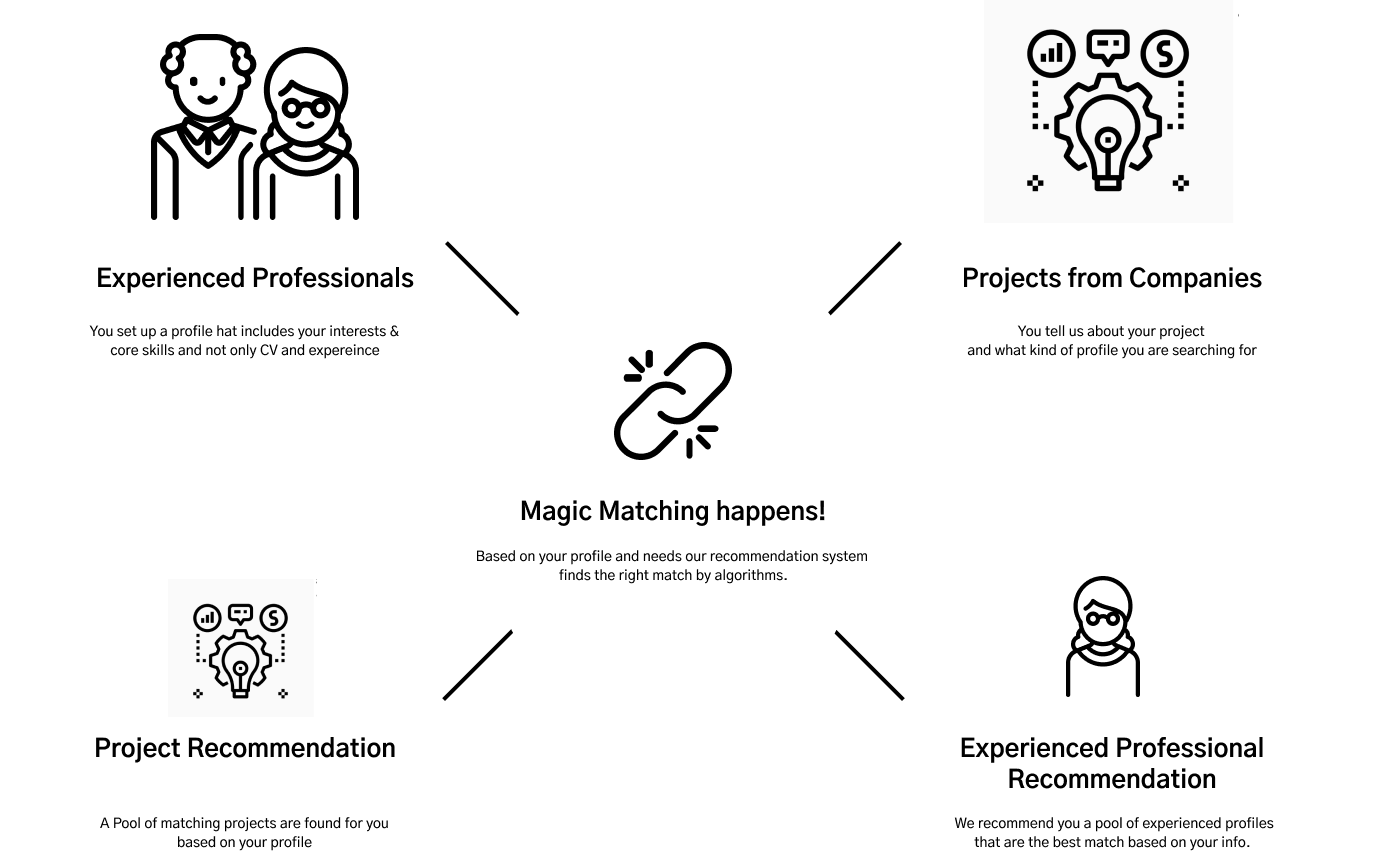 Experienced Professionals
You set up a profile hat includes your interests &
core skills and not only CV and expereince
Projects from Companies
You tell us about your project
and what kind of profile you are searching for
Magic Matching happens!
Based on your profile and needs our recommendation system
finds the right match by algorithms.
Project Recommendation
A Pool of matching projects are found for you
based on your profile
Experienced Professional
Recommendation
We recommend you a pool of experienced profiles
that are the best match based on your info.